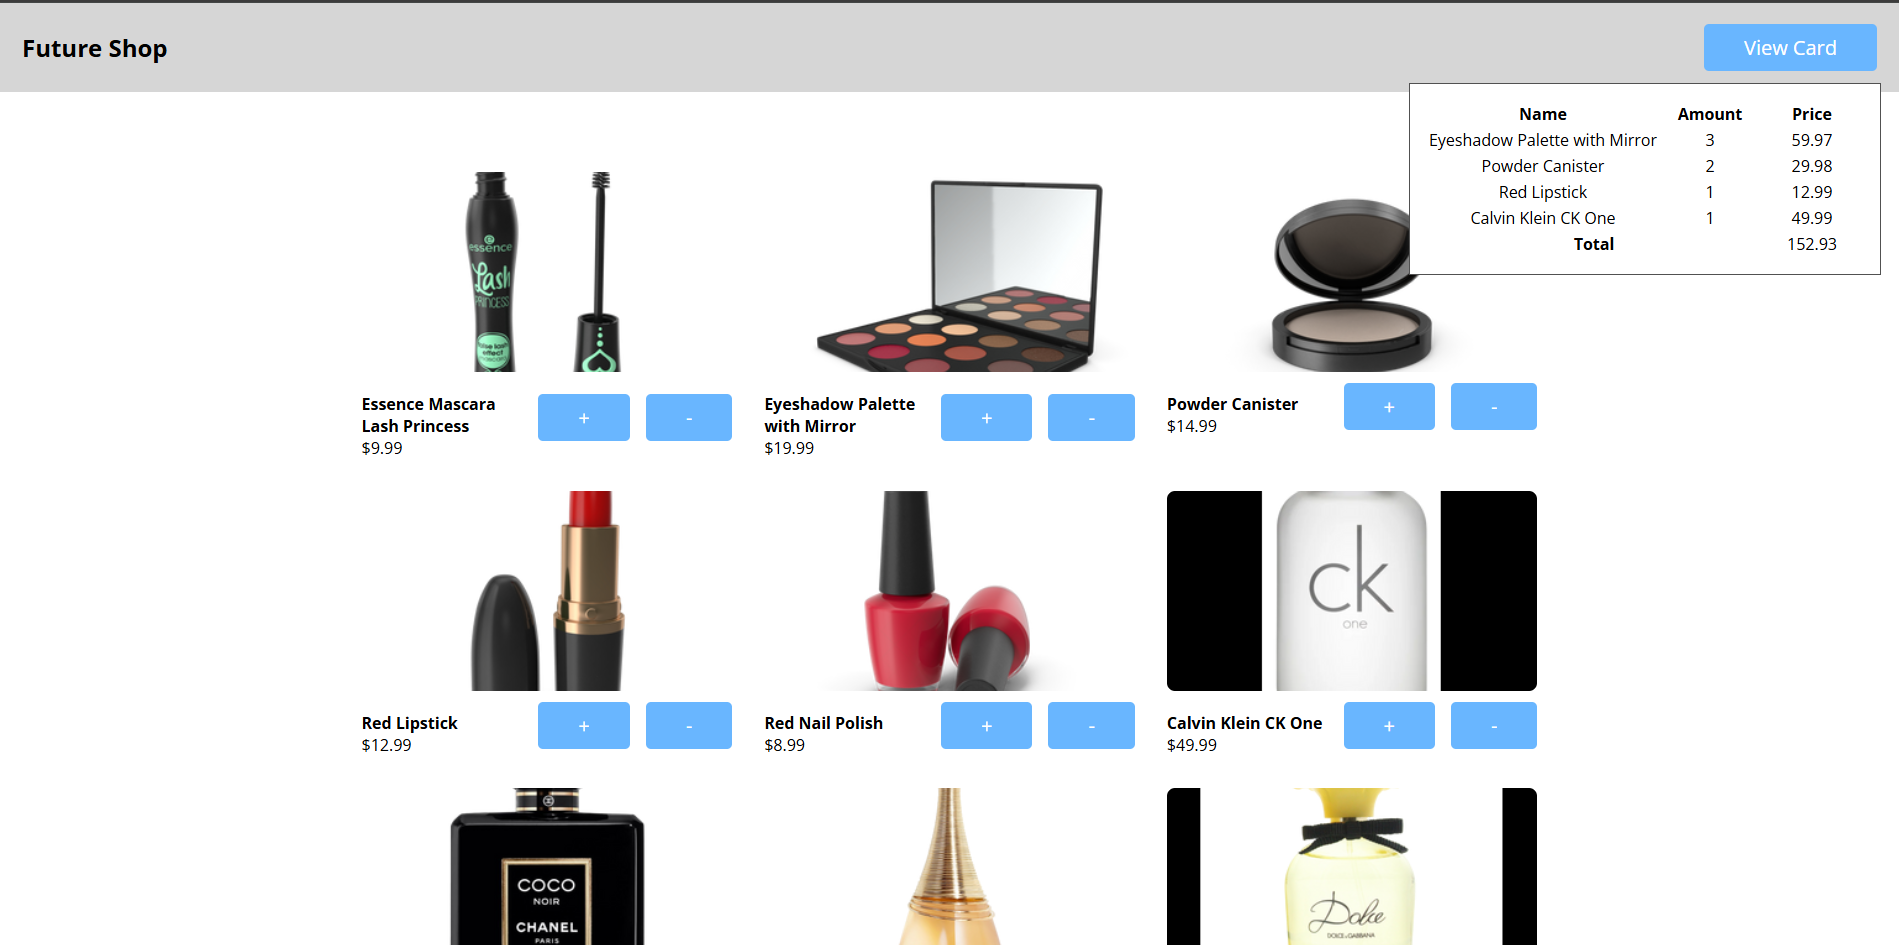 Future Shop
View Card
Name Amount Price
Eyeshadow Palette with Mirror 3 59.97
Powder Canister 2 29.98
Red Lipstick 1 12.99
Calvin Klein CK One 1 49.99
Total 152.93
essence
Lash
PRINCESS
false lash
effect
Essence Mascara
Lash Princess
$9.99
+ -
Eyeshadow Palette
with Mirror
$19.99
+ -
Powder Canister
$14.99
+ -
ck
one
Red Lipstick
$12.99
+ -
Red Nail Polish
$8.99
+ -
Calvin Klein CK One
$49.99
+ -
COCO
NOIR
CHANEL
PARIS
Dolce
DOLCE & GABBANA